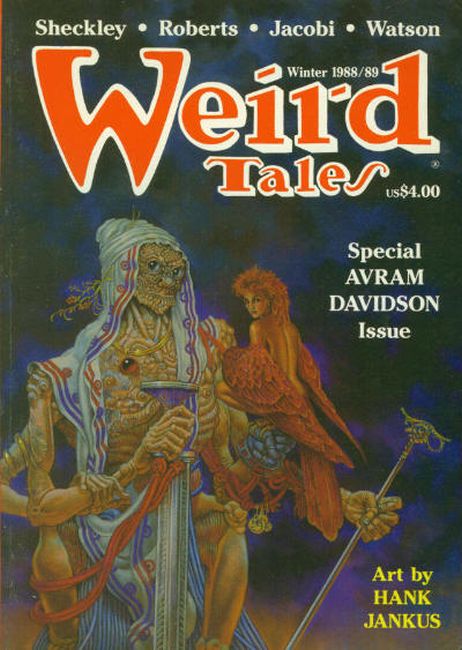 Sheckley • Roberts • Jacobi • Watson
Weird
Winter 1988/89
Tales
®
US$4.00
Special
AVRAM
DAVIDSON
Issue
Art by
HANK
JANKUS